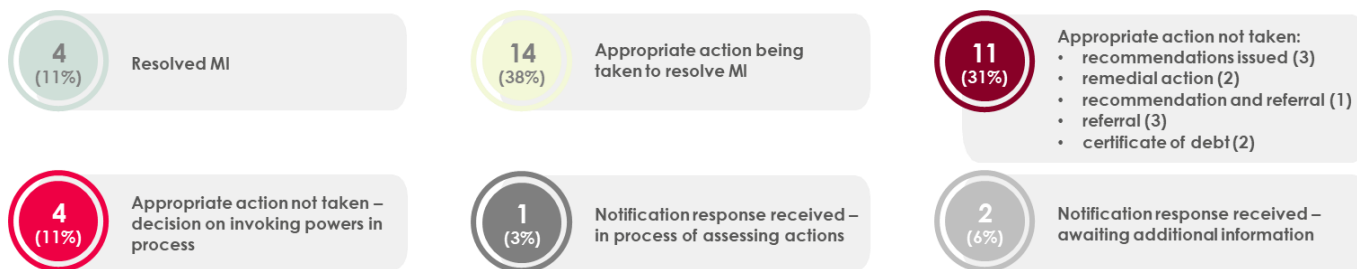 4
(11%)
Resolved MI
14
(38%)
Appropriate action being
taken to resolve MI
11
(31%)
Appropriate action not taken:
• recommendations issued (3)
• remedial action (2)
• recommendation and referral (1)
• referral (3)
• certificate of debt (2)
4
(11%)
Appropriate action not taken –
decision on invoking powers in
process
1
(3%)
Notification response received –
in process of assessing actions
2
(6%)
Notification response received –
awaiting additional information